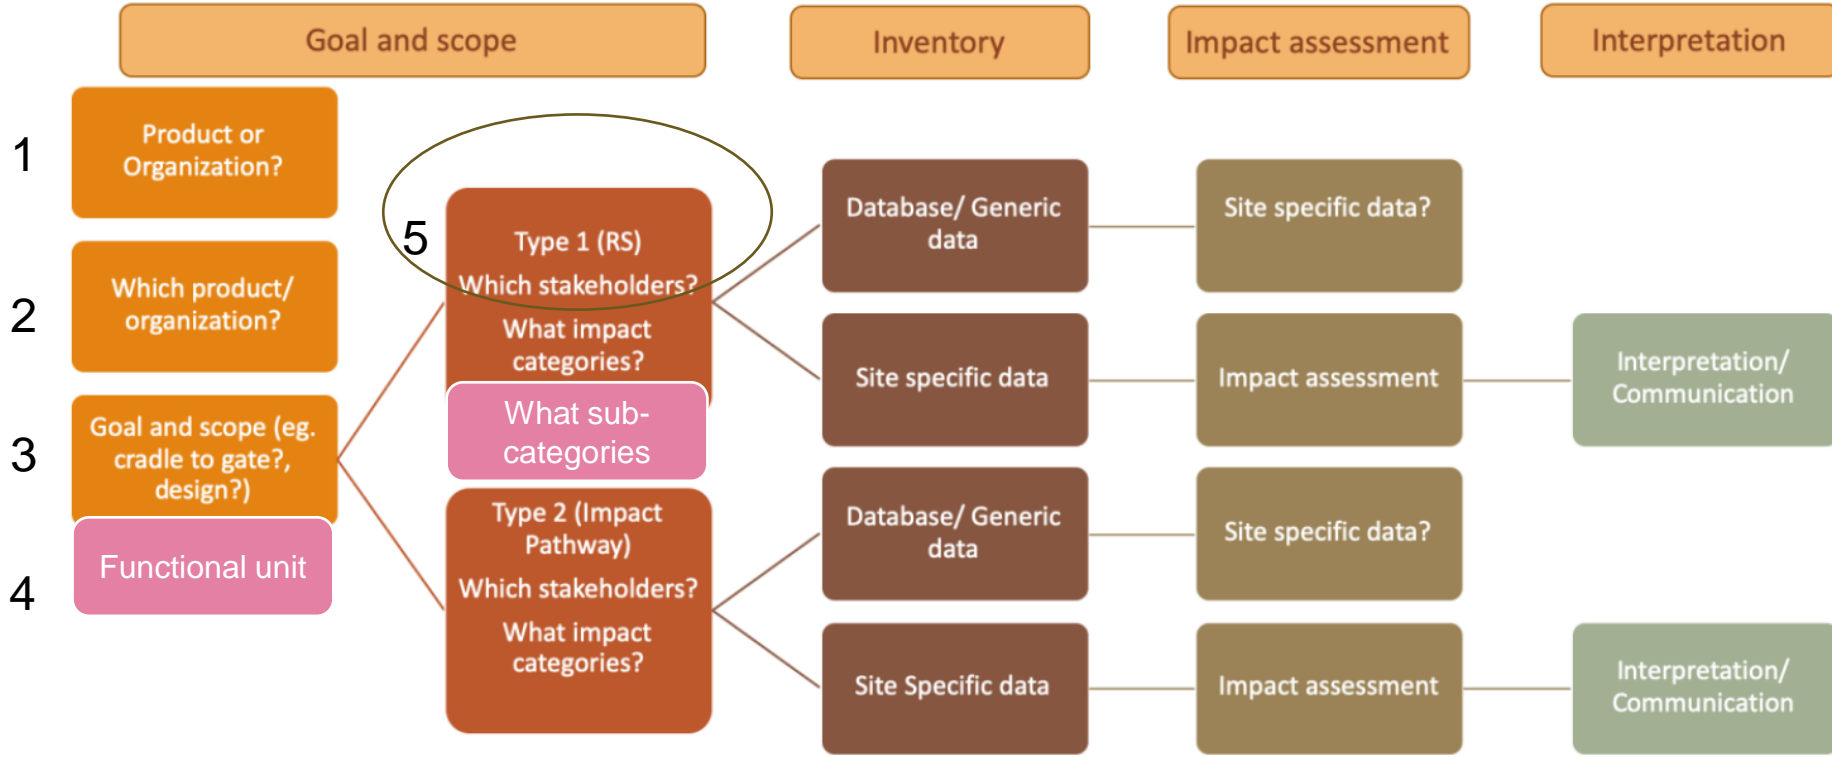 Goal and scope
Inventory
Impact assessment
Interpretation
1
Product or
Organization?
2
Which product/
organization?
3
Goal and scope (eg.
cradle to gate?,
design?)
4
Functional unit
5
Type 1 (RS)
Which stakeholders?
What impact
categories?
What sub-
categories
Type 2 (Impact
Pathway)
Which stakeholders?
What impact
categories?
Database/ Generic
data
Site specific data?
Site specific data
Impact assessment
Interpretation/
Communication
Database/ Generic
data
Site specific data?
Site Specific data
Impact assessment
Interpretation/
Communication